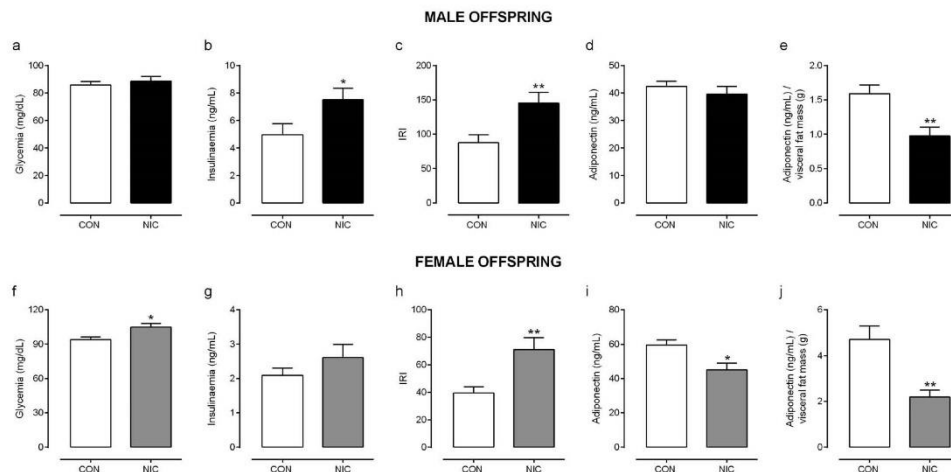 MALE OFFSPRING
a
Glycemia (mg/dL)
100
80
60
40
20
0
CON NIC
b
Insulinaemia (ng/mL)
10
8
6
4
2
0
*
CON NIC
c
IRI
200
150
100
50
0
**
CON NIC
d
Adiponectin (ng/mL)
50
40
30
20
10
0
CON NIC
e
Adiponectin (ng/mL) /
visceral fat mass (g)
2.0
1.5
1.0
0.5
0.0
**
CON NIC
FEMALE OFFSPRING
f
Glycemia (mg/dL)
120
90
60
30
0
*
CON NIC
g
Insulinaemia (ng/mL)
4
3
2
1
0
CON NIC
h
IRI
100
80
60
40
20
0
**
CON NIC
i
Adiponectin (ng/mL)
80
60
40
20
0
*
CON NIC
j
Adiponectin (ng/mL) /
visceral fat mass (g)
6
4
2
0
**
CON NIC